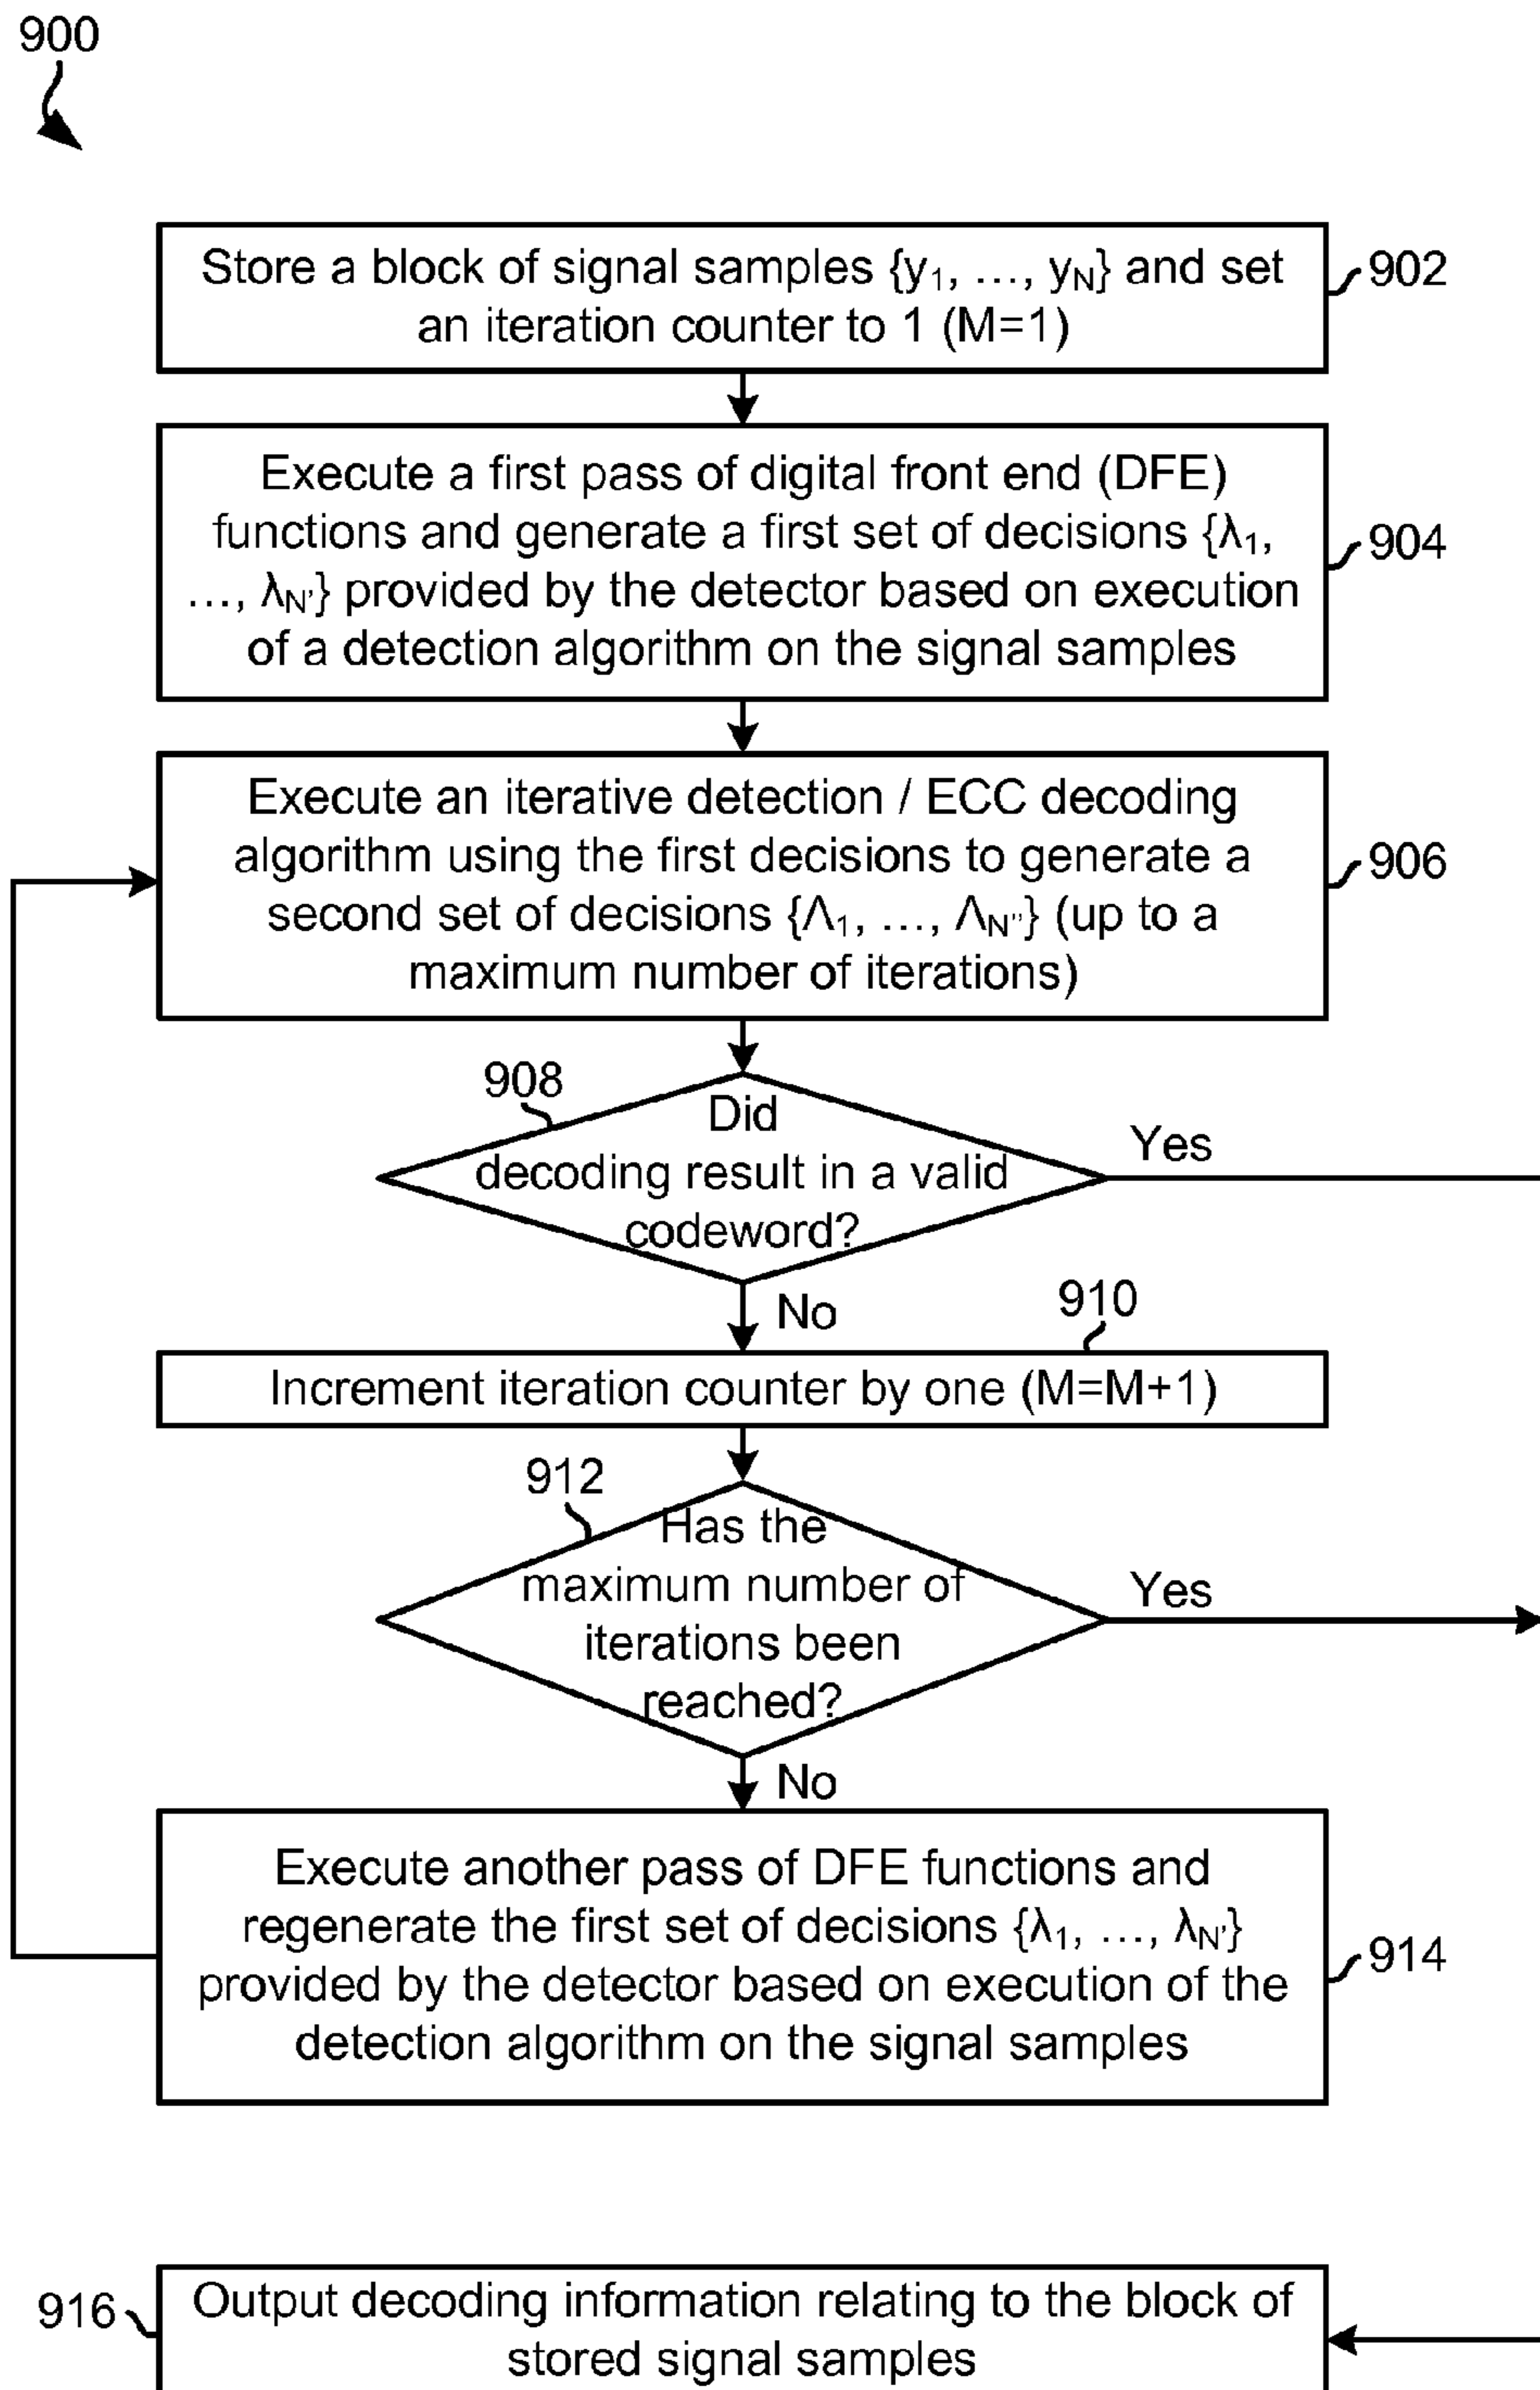 900
Store a block of signal samples {y₁, ..., y_N} and set
an iteration counter to 1 (M=1)
902
Execute a first pass of digital front end (DFE)
functions and generate a first set of decisions {λ₁,
..., λ_N'} provided by the detector based on execution
of a detection algorithm on the signal samples
904
Execute an iterative detection / ECC decoding
algorithm using the first decisions to generate a
second set of decisions {Λ₁, ..., Λ_N''} (up to a
maximum number of iterations)
906
908
Did
decoding result in a valid
codeword?
Yes
No
910
Increment iteration counter by one (M=M+1)
912
Has the
maximum number of
iterations been
reached?
Yes
No
Execute another pass of DFE functions and
regenerate the first set of decisions {λ₁, ..., λ_N'}
provided by the detector based on execution of the
detection algorithm on the signal samples
914
916
Output decoding information relating to the block of
stored signal samples